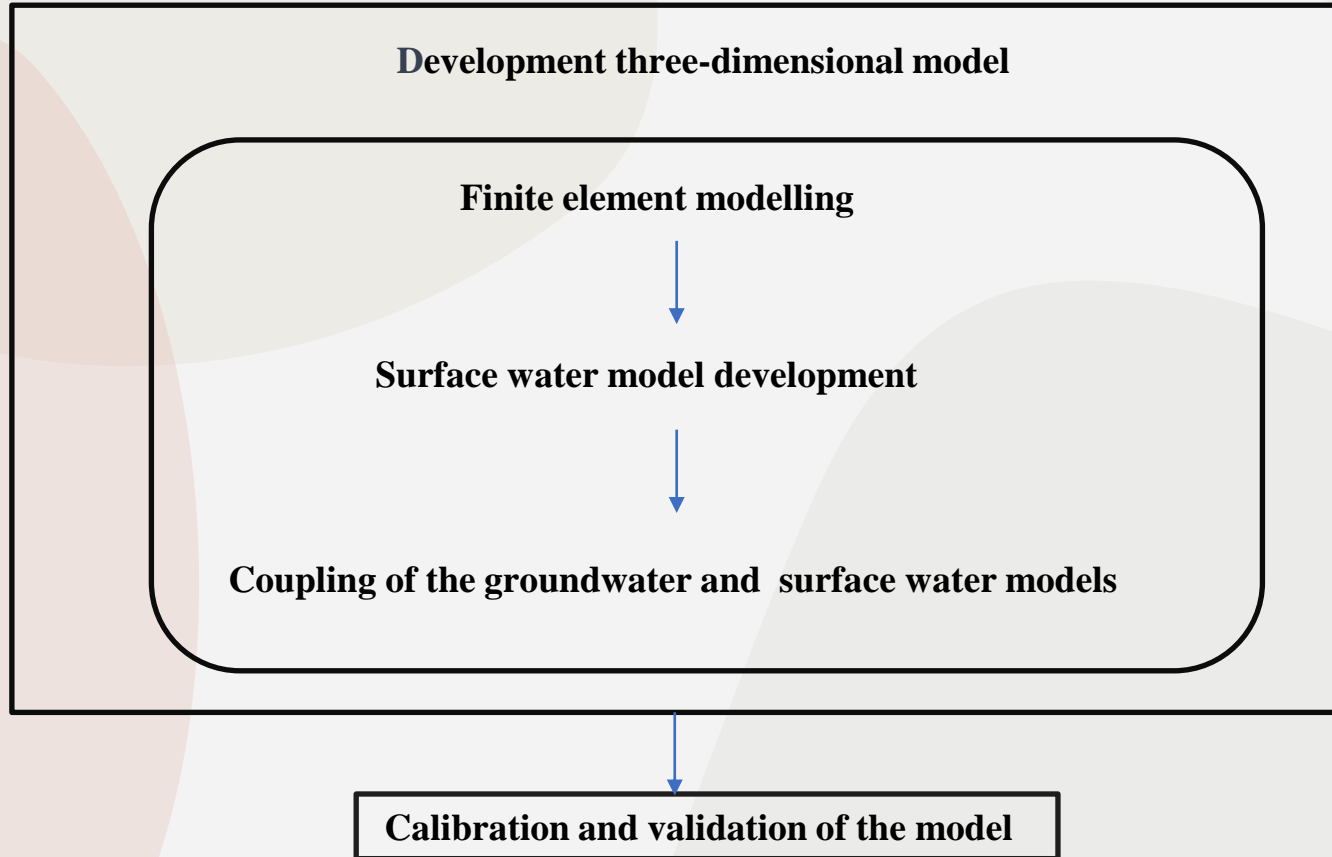 Development three-dimensional model
Finite element modelling
Surface water model development
Coupling of the groundwater and  surface water models
Calibration and validation of the model